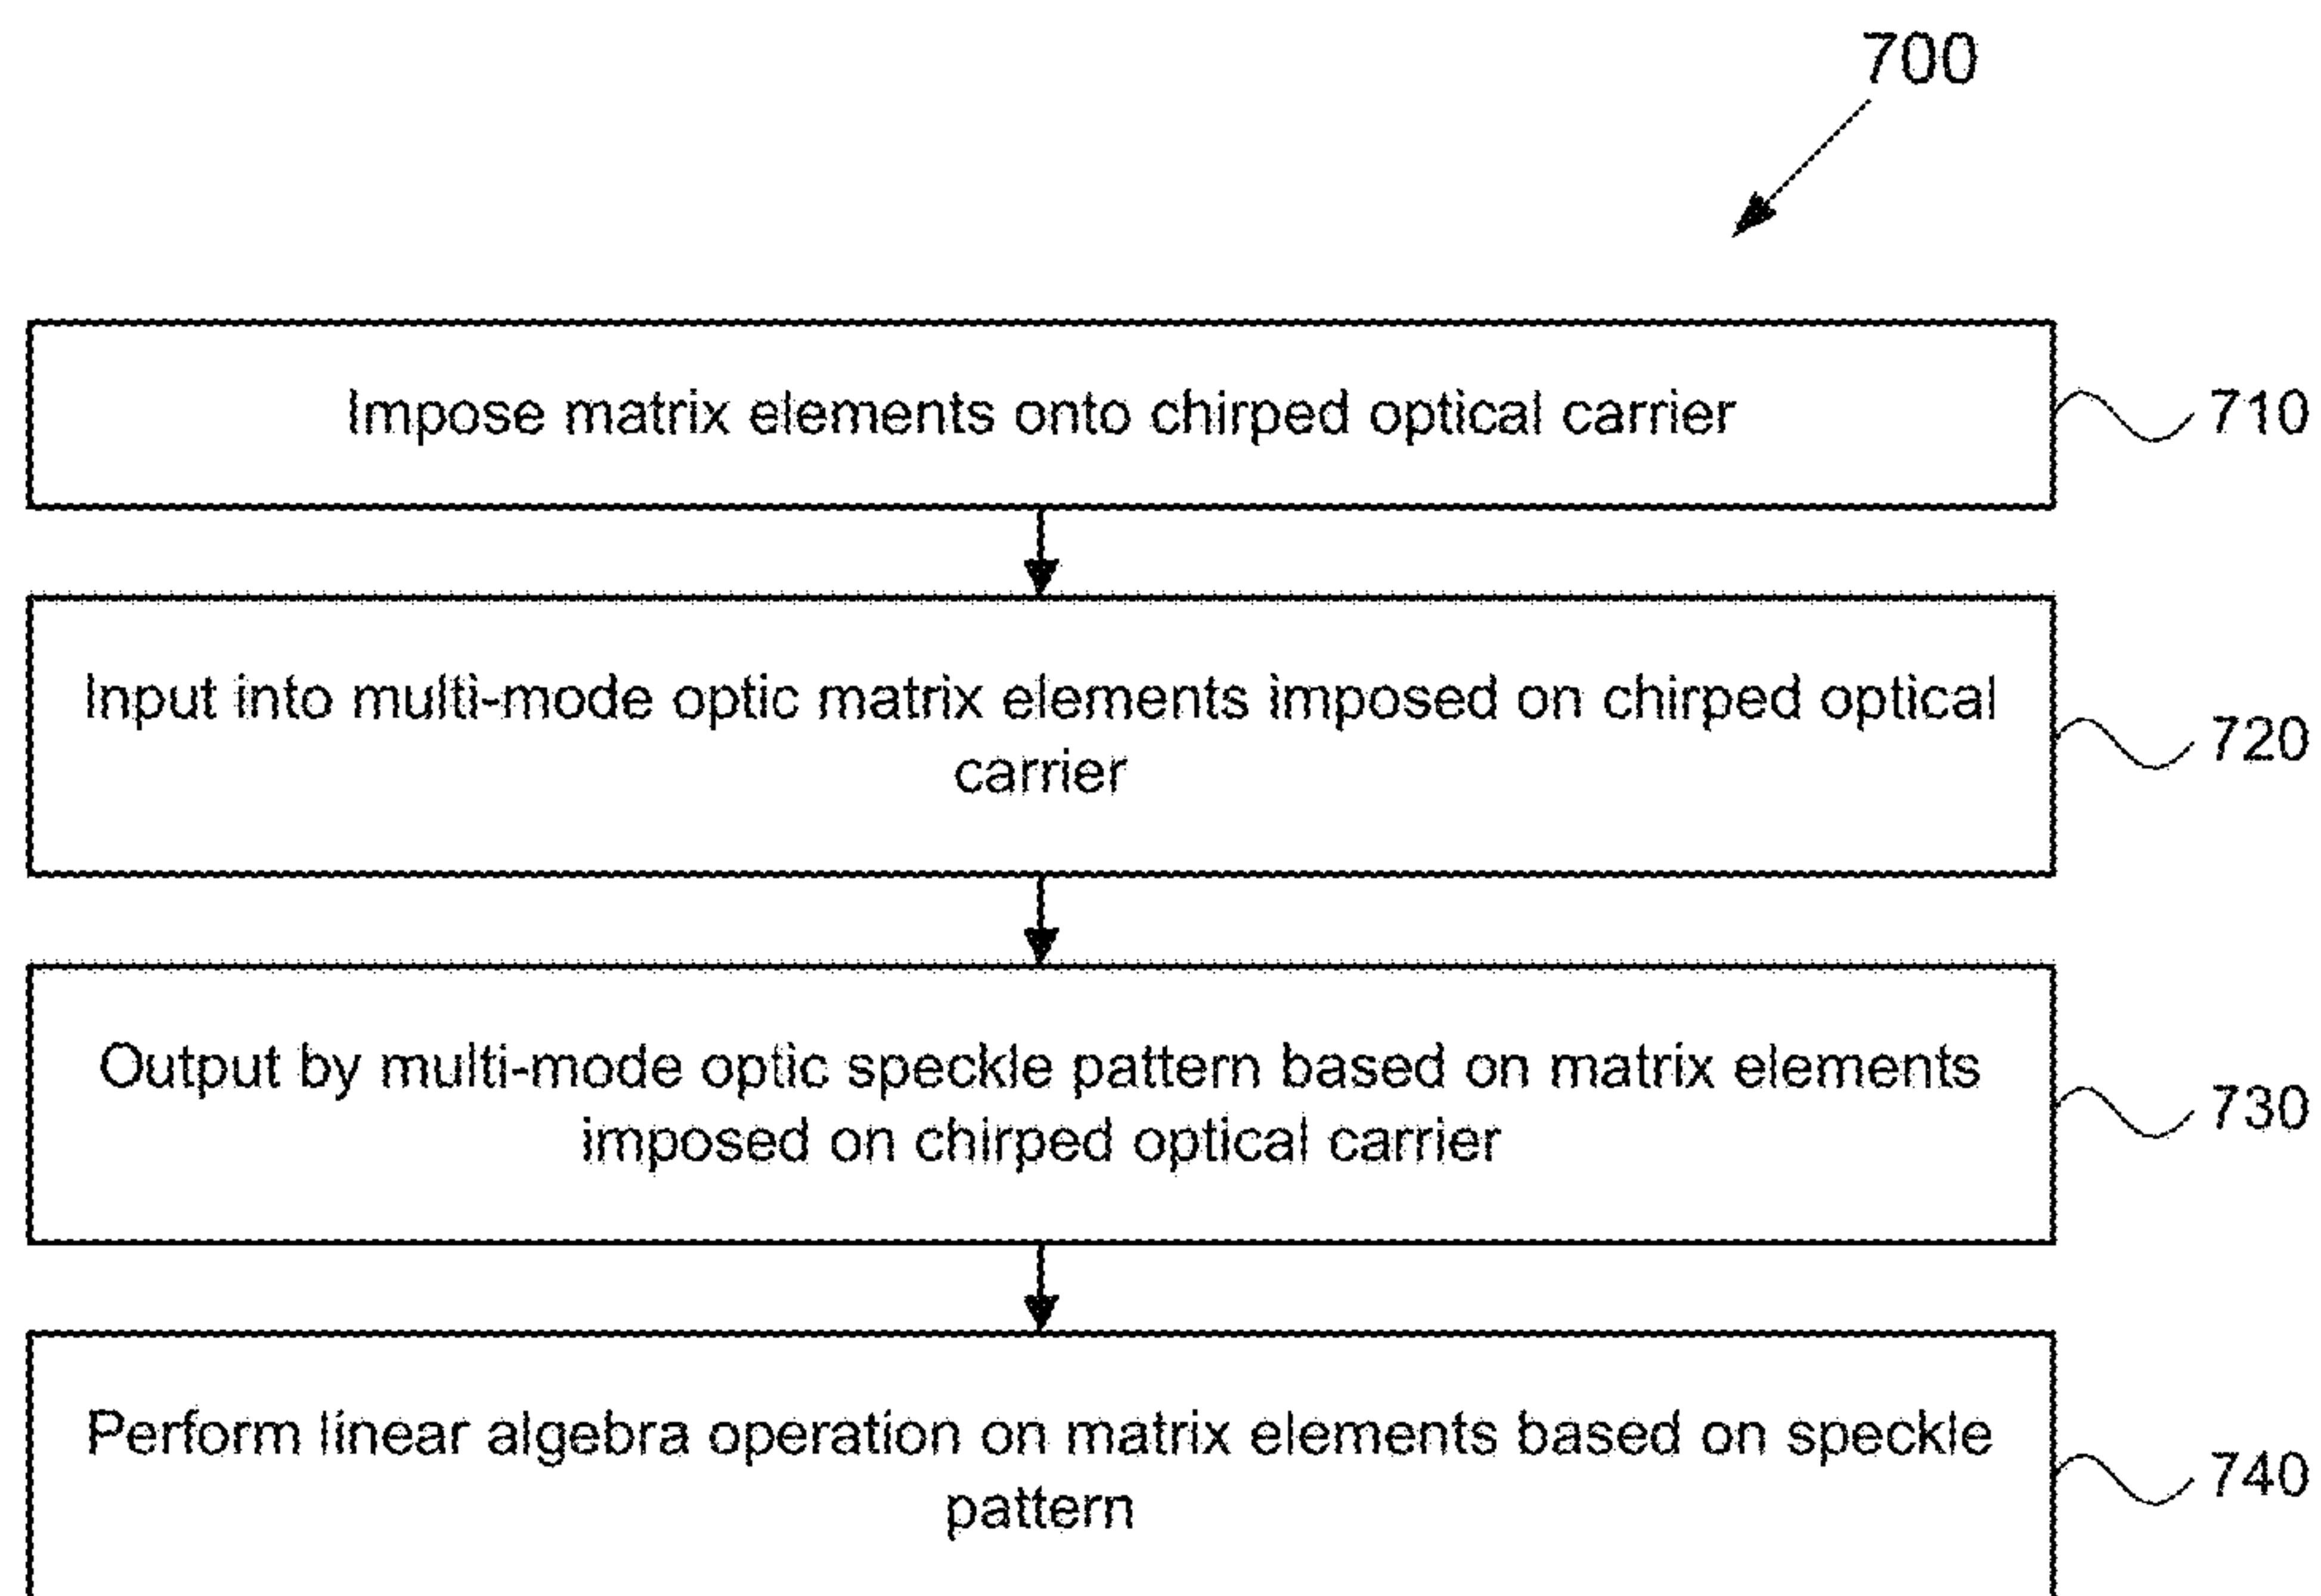 700
Impose matrix elements onto chirped optical carrier
710
Input into multi-mode optic matrix elements imposed on chirped optical
carrier
720
Output by multi-mode optic speckle pattern based on matrix elements
imposed on chirped optical carrier
730
Perform linear algebra operation on matrix elements based on speckle
pattern
740